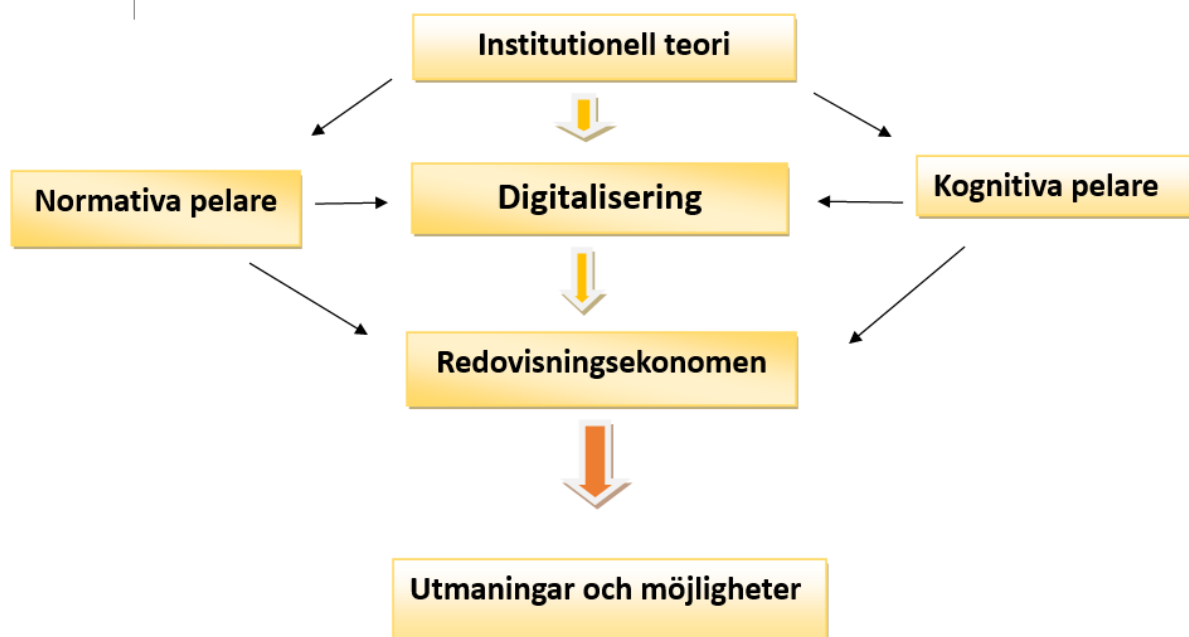 Institutionell teori
Normativa pelare
Digitalisering
Kognitiva pelare
Redovisningsekonomen
Utmaningar och möjligheter